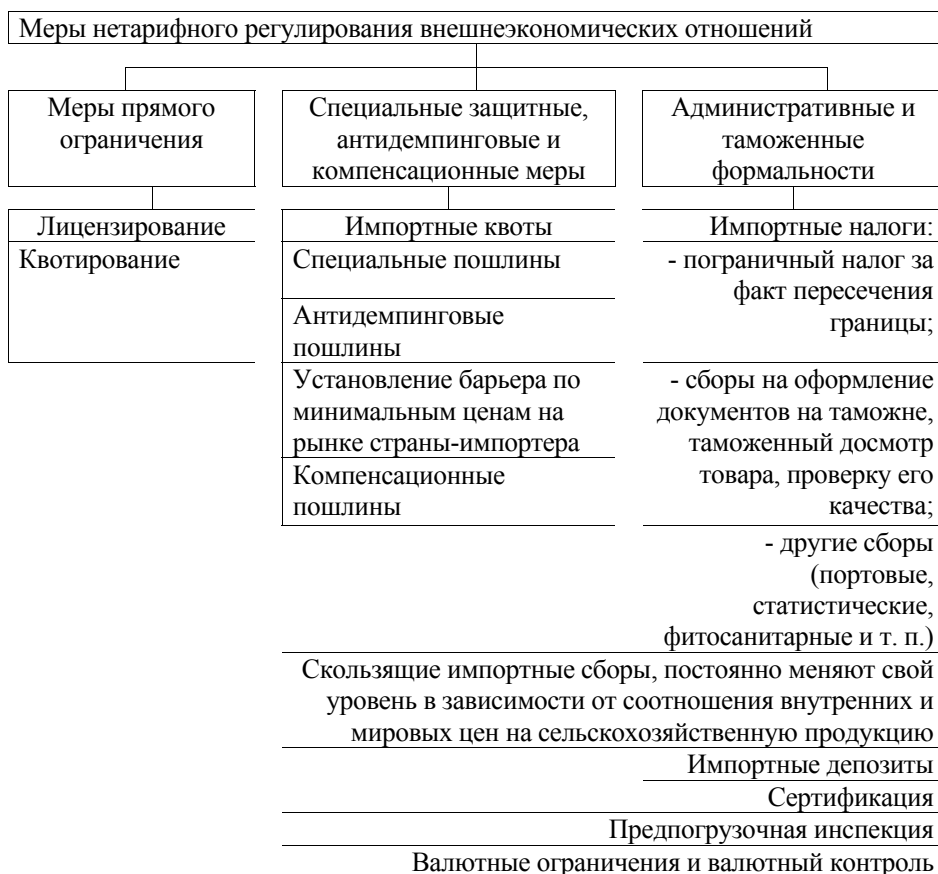 Меры нетарифного регулирования внешнеэкономических отношений
Меры прямого
ограничения
Специальные защитные,
антидемпинговые и
компенсационные меры
Административные и
таможенные
формальности
Лицензирование
Квотирование
Импортные квоты
Специальные пошлины
Антидемпинговые
пошлины
Установление барьера по
минимальным ценам на
рынке страны-импортера
Компенсационные
пошлины
Импортные налоги:
- пограничный налог за
факт пересечения
границы;
- сборы на оформление
документов на таможне,
таможенный досмотр
товара, проверку его
качества;
- другие сборы
(портовые,
статистические,
фитосанитарные и т. п.)
Скользящие импортные сборы, постоянно меняют свой
уровень в зависимости от соотношения внутренних и
мировых цен на сельскохозяйственную продукцию
Импортные депозиты
Сертификация
Предпогрузочная инспекция
Валютные ограничения и валютный контроль